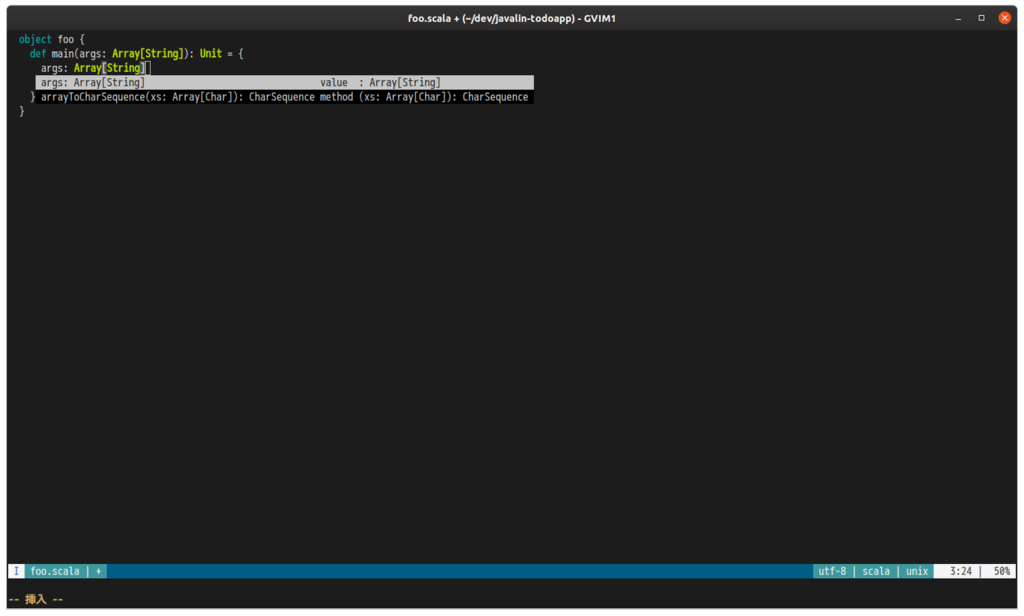 foo.scala + (~/dev/javalin-todoapp) - GVIM1
object foo {
def main(args: Array[String]): Unit = {
args: Array[String]
args: Array[String] value : Array[String]
} arrayToCharSequence(xs: Array[Char]): CharSequence method (xs: Array[Char]): CharSequence
}
I foo.scala | + utf-8 | scala | unix 3:24 | 50%
-- 挿入 --